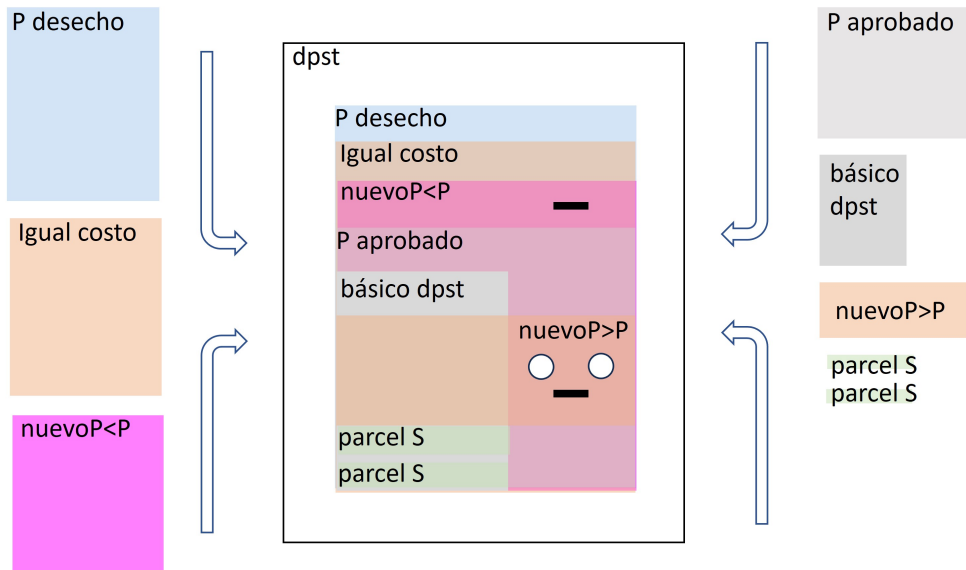 P desecho
Igual costo
nuevoP<P
dpst
P desecho
Igual costo
nuevoP<P
P aprobado
básico dpst
nuevoP>P
parcel S
parcel S
P aprobado
básico
dpst
nuevoP>P
parcel S
parcel S